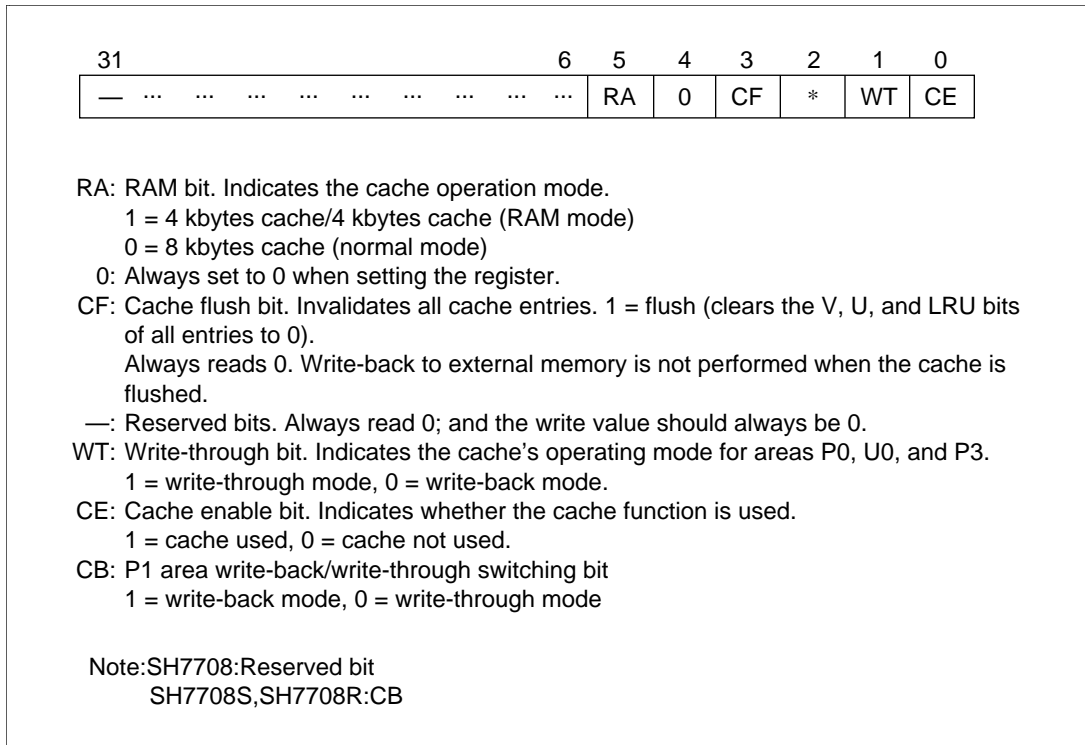 31 6 5 4 3 2 1 0
— ... ... ... ... ... ... ... ... ... RA 0 CF * WT CE
RA: RAM bit. Indicates the cache operation mode.
1 = 4 kbytes cache/4 kbytes cache (RAM mode)
0 = 8 kbytes cache (normal mode)
0: Always set to 0 when setting the register.
CF: Cache flush bit. Invalidates all cache entries. 1 = flush (clears the V, U, and LRU bits
of all entries to 0).
Always reads 0. Write-back to external memory is not performed when the cache is
flushed.
—: Reserved bits. Always read 0; and the write value should always be 0.
WT: Write-through bit. Indicates the cache's operating mode for areas P0, U0, and P3.
1 = write-through mode, 0 = write-back mode.
CE: Cache enable bit. Indicates whether the cache function is used.
1 = cache used, 0 = cache not used.
CB: P1 area write-back/write-through switching bit
1 = write-back mode, 0 = write-through mode
Note:SH7708:Reserved bit
SH7708S,SH7708R:CB